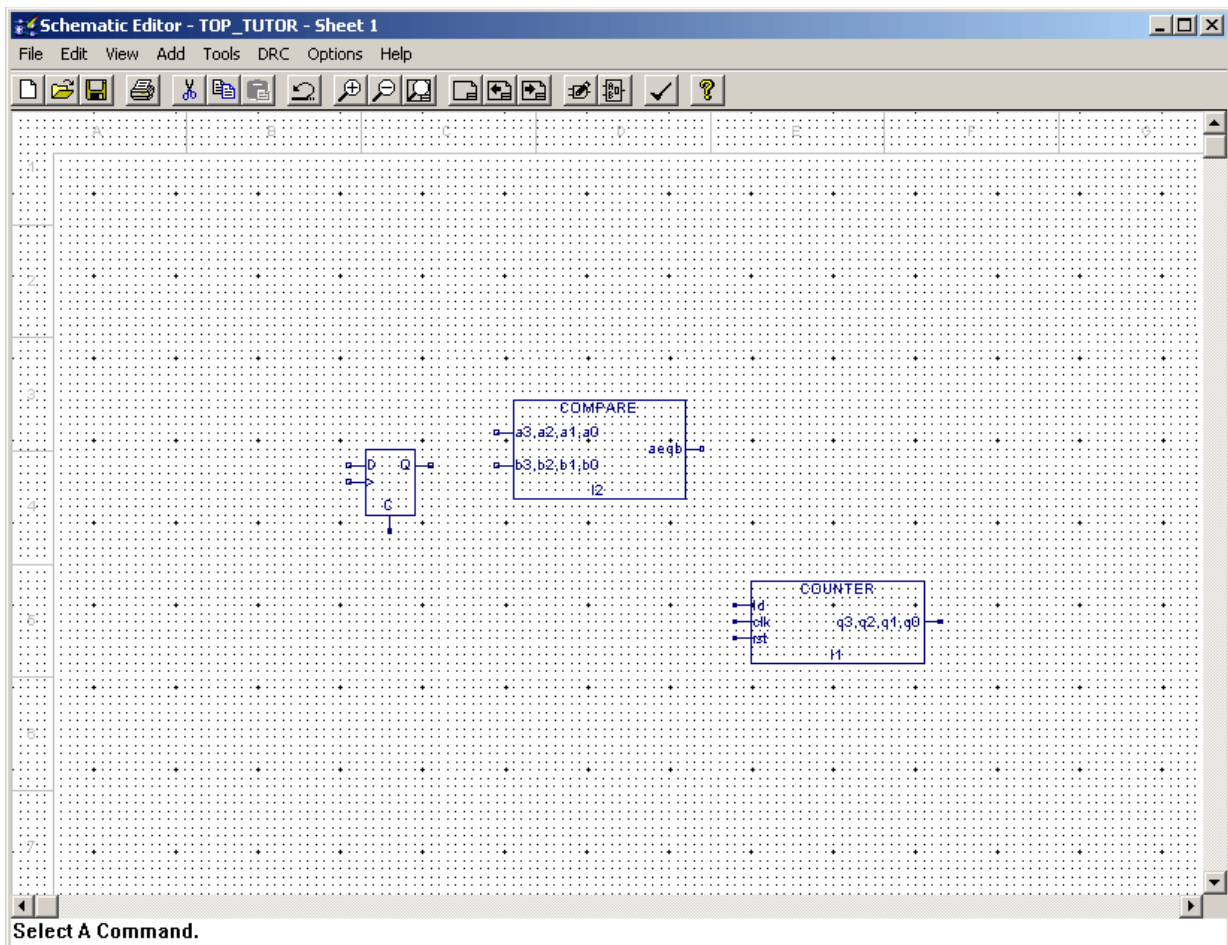 Schematic Editor - TOP_TUTOR - Sheet 1
File Edit View Add Tools DRC Options Help
A B C D E F G
1
2
3
COMPARE
a3,a2,a1,a0
aeqb
D Q
b3,b2,b1,b0
I2
4
C
COUNTER
ld
5
clk q3,q2,q1,q0
rst
I1
6
7
Select A Command.